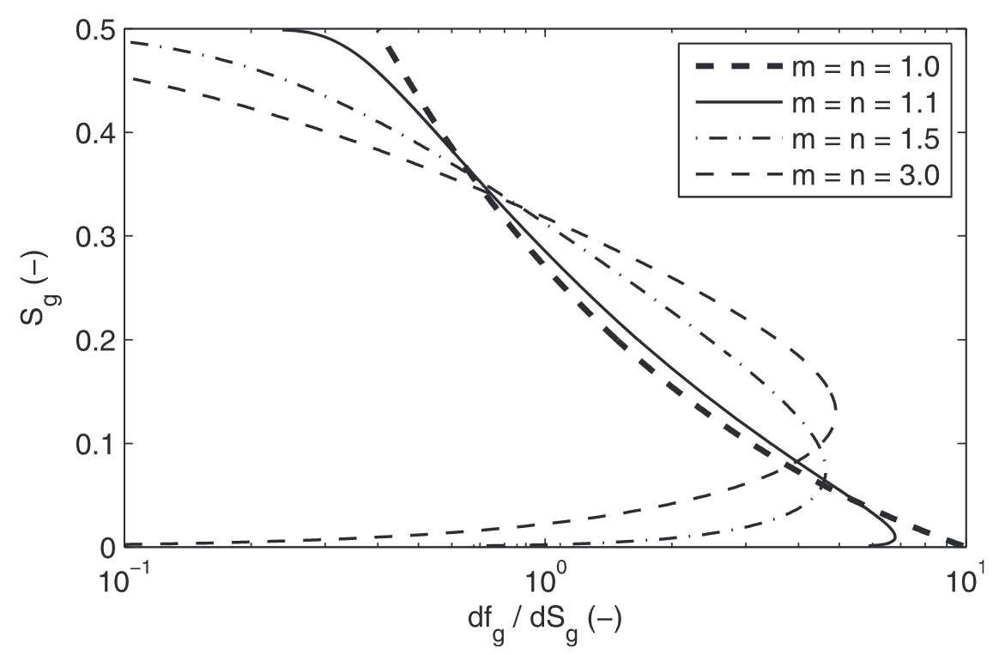 0.5
0.4
0.3
0.2
0.1
0
S_g (–)
m = n = 1.0
m = n = 1.1
m = n = 1.5
m = n = 3.0
10^−1
10^0
10^1
df_g / dS_g (–)